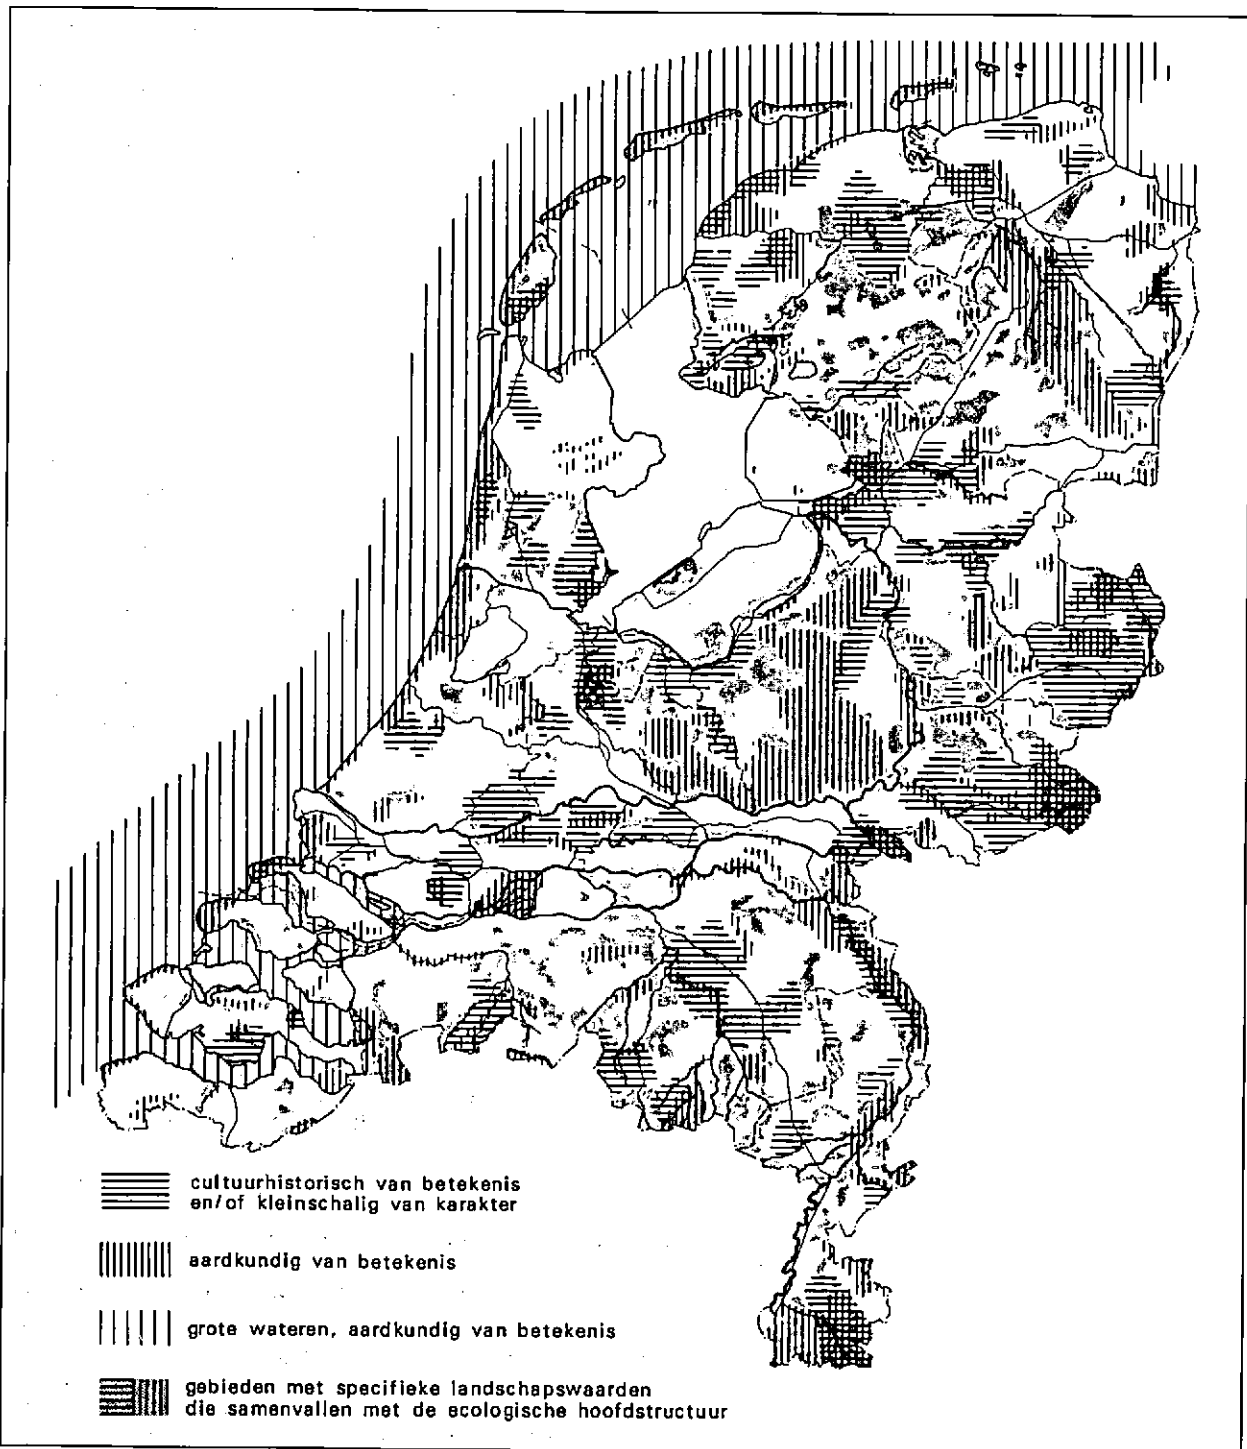 cultuurhistorisch van betekenis
en/of kleinschalig van karakter
aardkundig van betekenis
grote wateren, aardkundig van betekenis
gebieden met specifieke landschapswaarden
die samenvallen met de ecologische hoofdstructuur